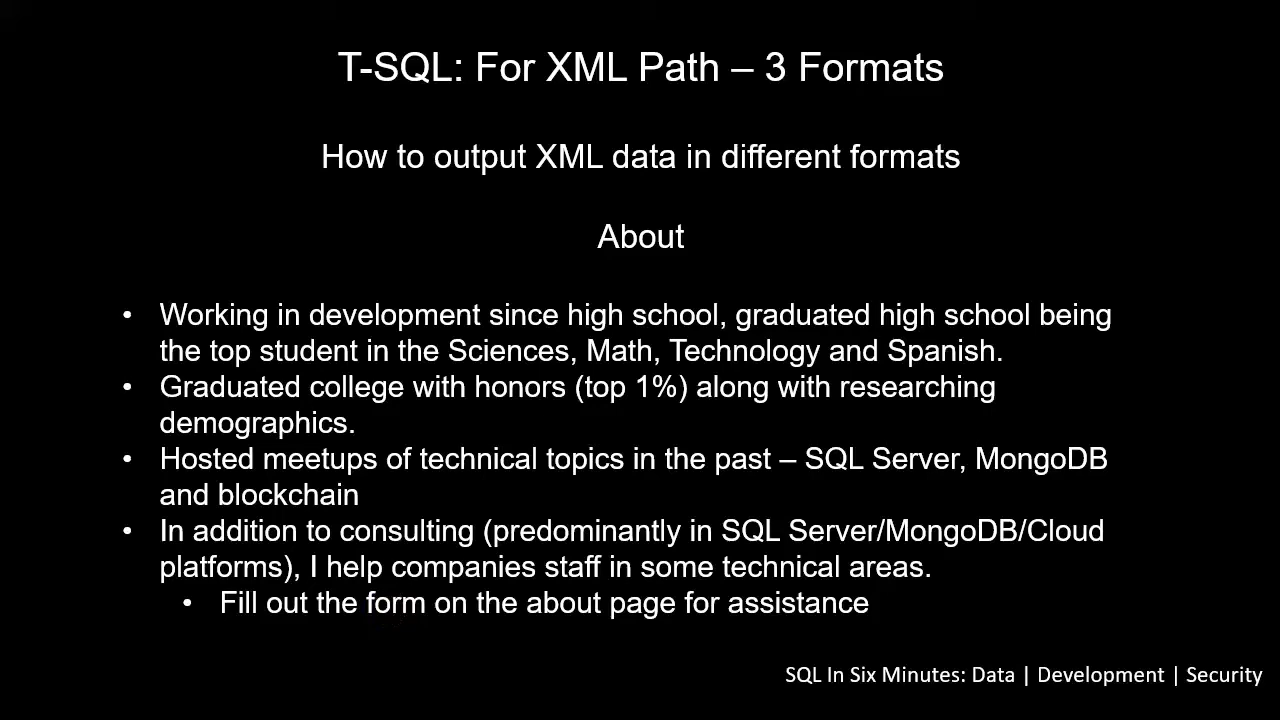 T-SQL: For XML Path – 3 Formats
How to output XML data in different formats
About
• Working in development since high school, graduated high school being
the top student in the Sciences, Math, Technology and Spanish.
• Graduated college with honors (top 1%) along with researching
demographics.
• Hosted meetups of technical topics in the past – SQL Server, MongoDB
and blockchain
• In addition to consulting (predominantly in SQL Server/MongoDB/Cloud
platforms), I help companies staff in some technical areas.
• Fill out the form on the about page for assistance
SQL In Six Minutes: Data | Development | Security